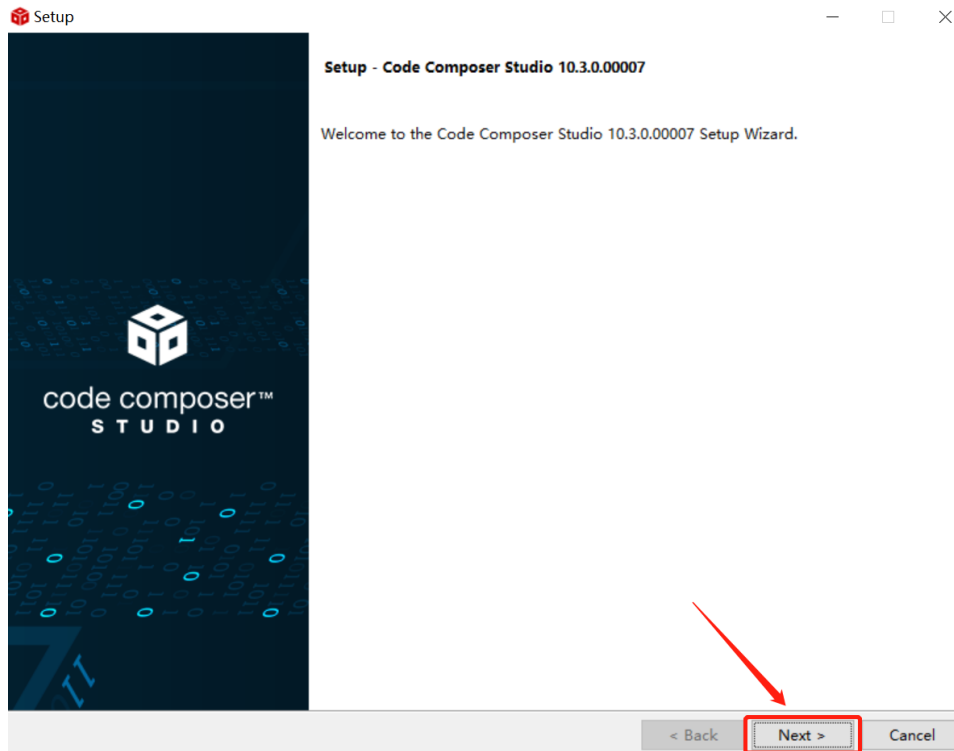 Setup
Setup - Code Composer Studio 10.3.0.00007
Welcome to the Code Composer Studio 10.3.0.00007 Setup Wizard.
code composer™
STUDIO
< Back
Next >
Cancel